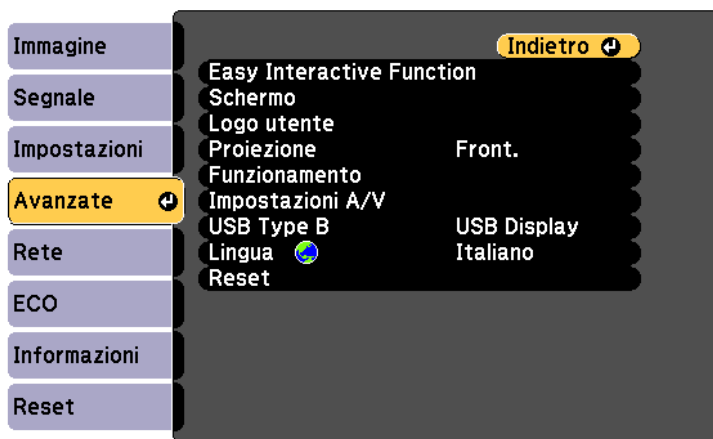 Immagine
Segnale
Impostazioni
Avanzate
Rete
ECO
Informazioni
Reset
Indietro
Easy Interactive Function
Schermo
Logo utente
Proiezione Front.
Funzionamento
Impostazioni A/V
USB Type B USB Display
Lingua Italiano
Reset